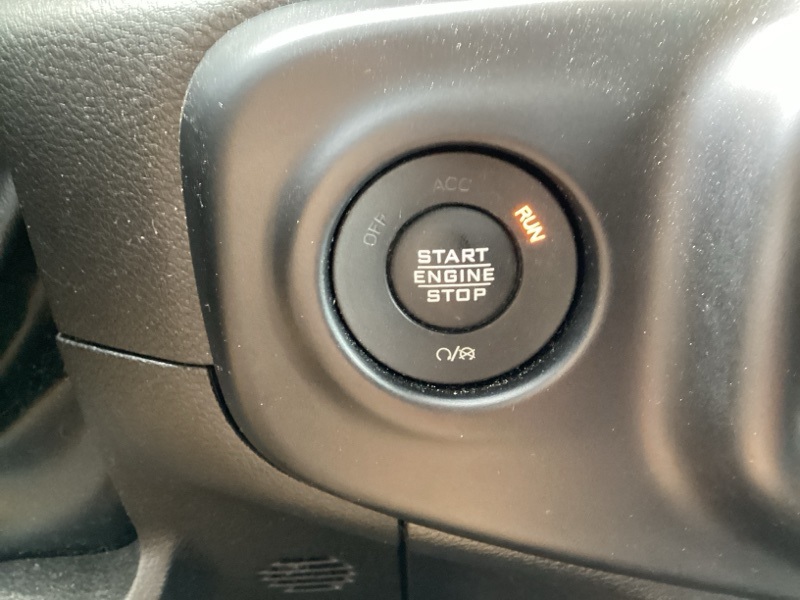 ACC
OFF
RUN
START
ENGINE
STOP